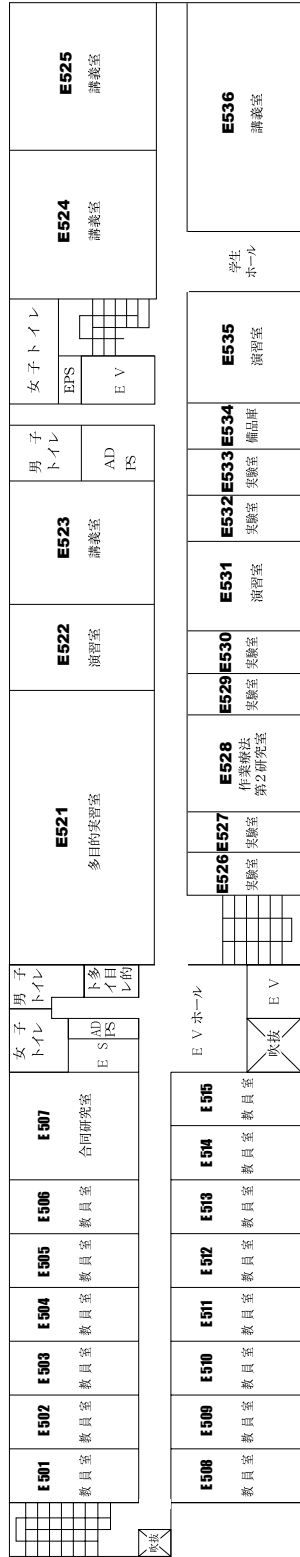 E501
教員室
E502
教員室
E503
教員室
E504
教員室
E505
教員室
E506
教員室
E507
合同研究室
女子
トイレ
EPS
AD
PS
男子
トイレ
多目的
トイレ
E521
多目的実習室
E522
演習室
E523
講義室
男子
トイレ
AD
PS
女子トイレ
EPS
EV
E524
講義室
E525
講義室
吹抜
E508
教員室
E509
教員室
E510
教員室
E511
教員室
E512
教員室
E513
教員室
E514
教員室
E515
教員室
EVホール
吹抜
EV
E526
実験室
E527
実験室
E528
作業療法
第2研究室
E529
実験室
E530
実験室
E531
演習室
E532
実験室
E533
実験室
E534
備品庫
E535
演習室
学生
ホール
E536
講義室